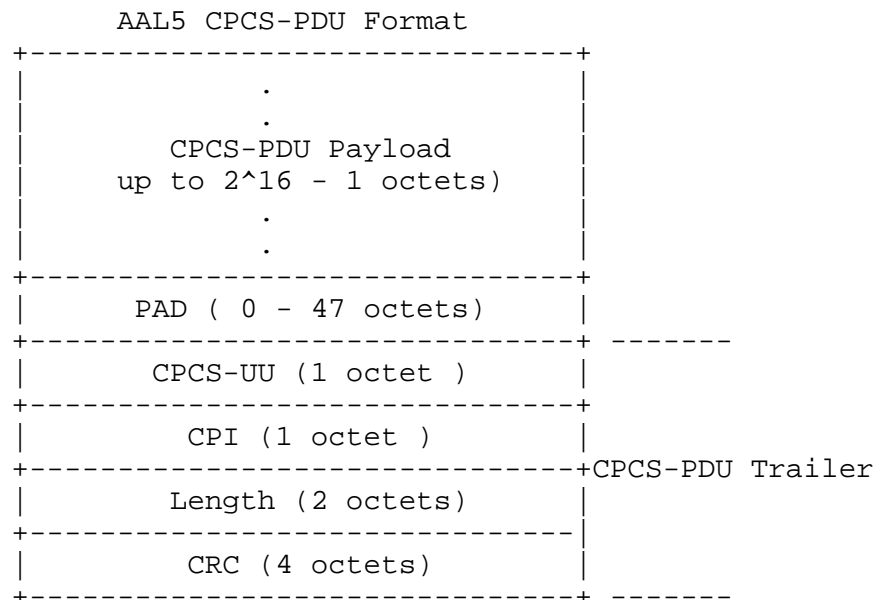 AAL5 CPCS-PDU Format
+-------------------------------+
| . |
| . |
| CPCS-PDU Payload |
| up to 2^16 - 1 octets) |
| . |
| . |
+-------------------------------+
| PAD ( 0 - 47 octets) |
+-------------------------------+ -------
| CPCS-UU (1 octet ) |
+-------------------------------+
| CPI (1 octet ) |
+-------------------------------+CPCS-PDU Trailer
| Length (2 octets) |
+-------------------------------|
| CRC (4 octets) |
+-------------------------------+ -------